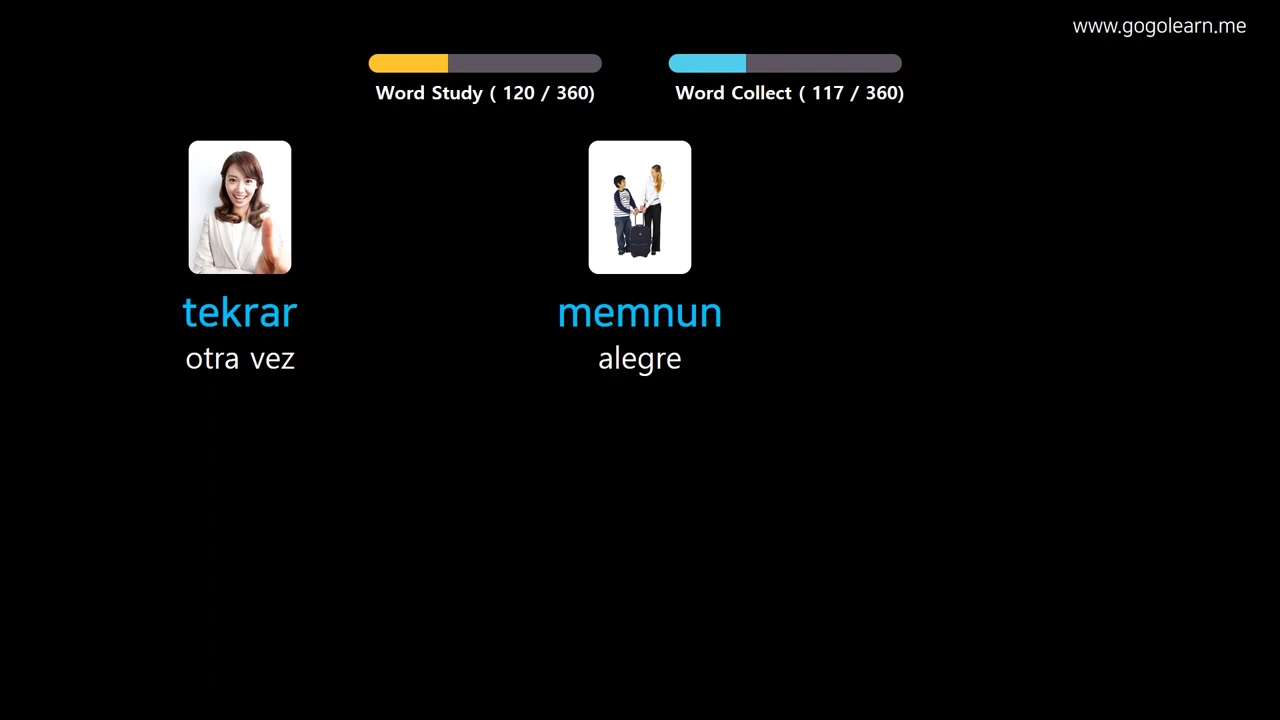 www.gogolearn.me
Word Study ( 120 / 360)
Word Collect ( 117 / 360)
tekrar
otra vez
memnun
alegre